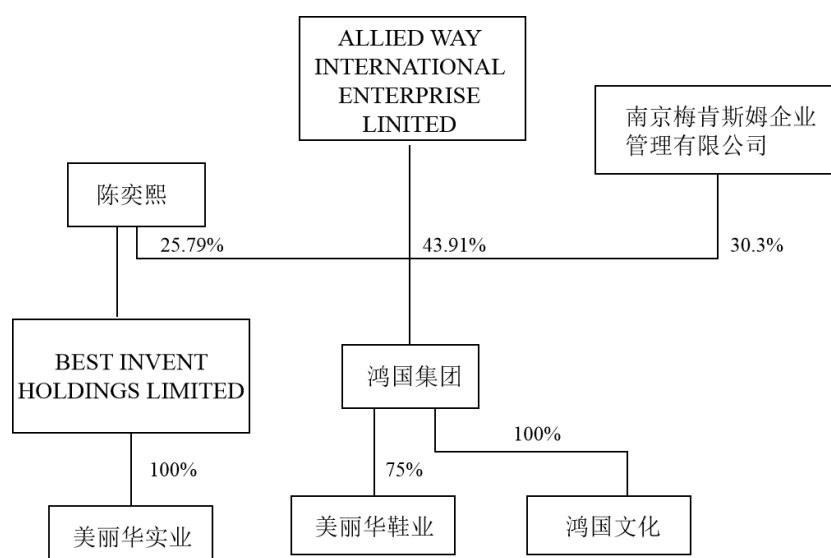 ALLIED WAY
INTERNATIONAL
ENTERPRISE
LINITED
南京梅肯斯姆企业
管理有限公司
陈奕熙
25.79%
43.91%
30.3%
BEST INVENT
HOLDINGS LIMITED
鸿国集团
100%
75%
100%
美丽华实业
美丽华鞋业
鸿国文化